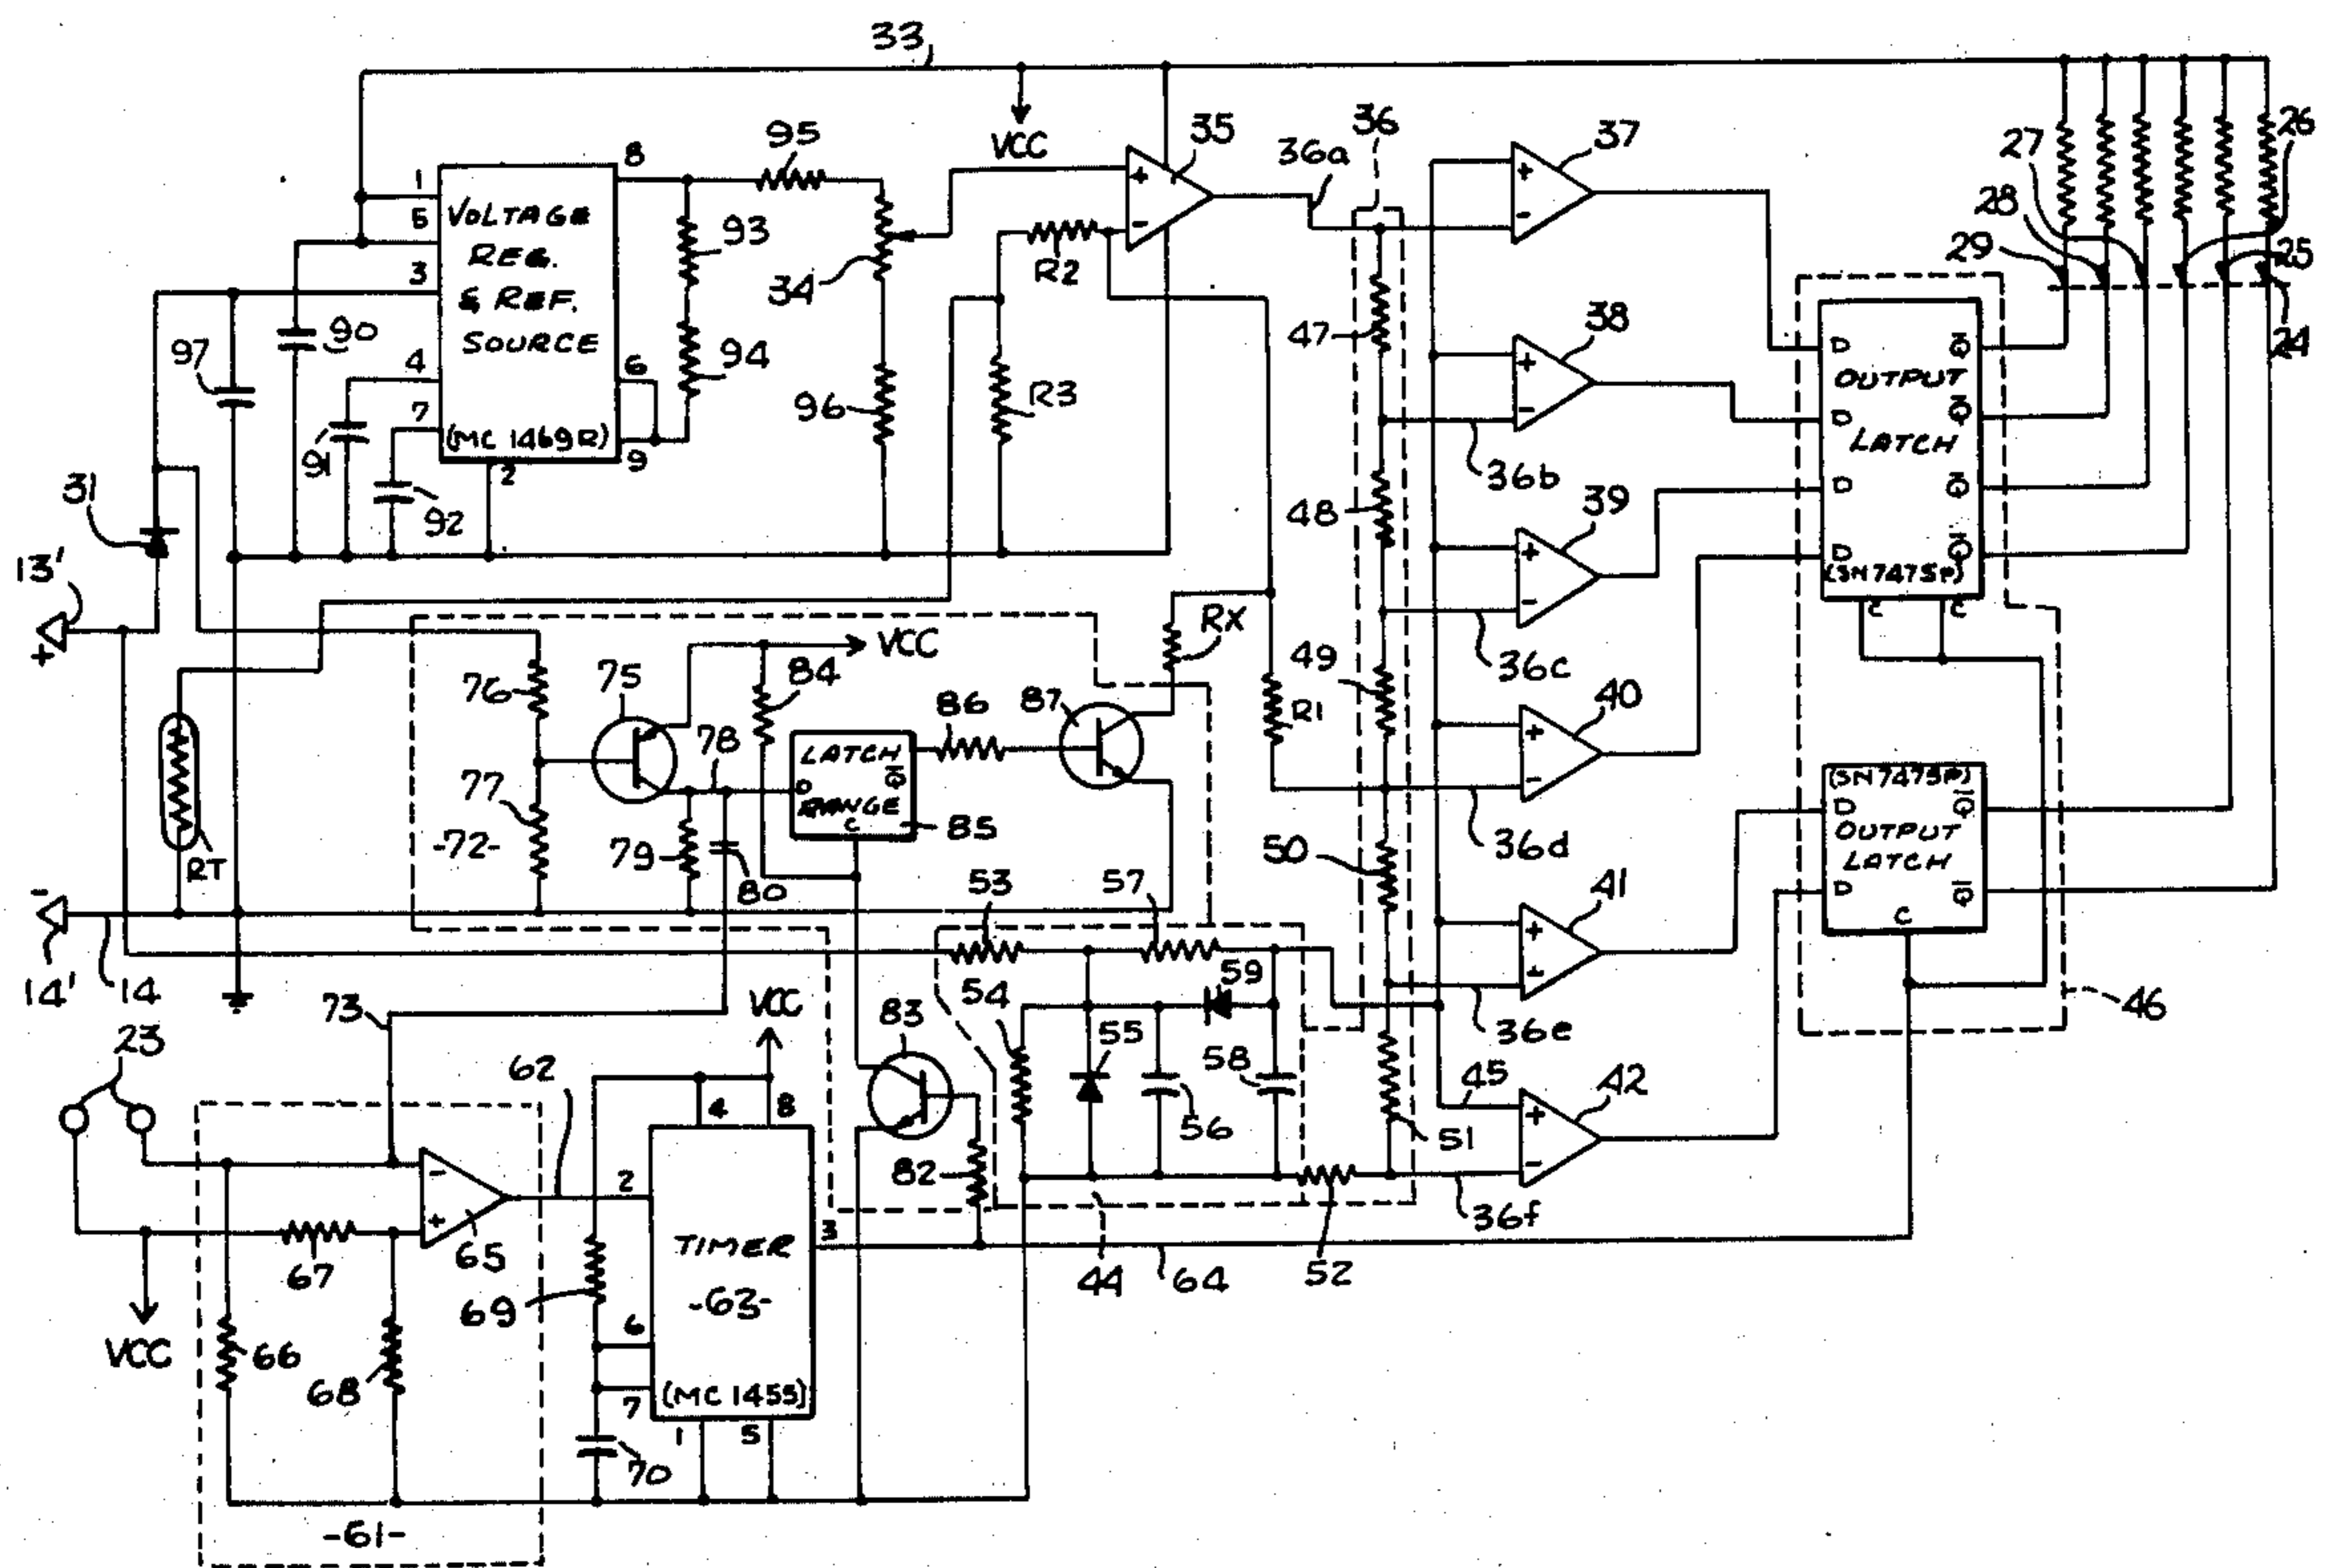 33
VCC
95
35
36a
36
37
27
28
29
26
25
24
1
5
3
4
7
8
6
9
2
VOLTAGE
REG.
& REF.
SOURCE
(MC 1469R)
93
94
34
96
+
-
R2
R3
97
90
91
92
31
13'
+
47
48
49
50
51
38
39
40
41
42
+
-
+
-
+
-
+
-
+
-
+
-
36b
36c
36d
36e
36f
D
D
D
D
Q̅
Q̅
Q̅
Q̅
OUTPUT
LATCH
(SN7475P)
C
C
(SN7475P)
D
D
Q̅
Q̅
OUTPUT
LATCH
C
46
RX
R1
VCC
84
76
75
78
77
-72-
79
80
LATCH
D
Q̅
RANGE
C
85
86
87
RT
-
14'
14
53
57
54
55
56
58
59
45
73
23
62
VCC
83
82
44
64
52
-
+
65
67
66
68
VCC
-61-
69
70
4
8
2
3
6
7
1
5
TIMER
-63-
(MC 1455)